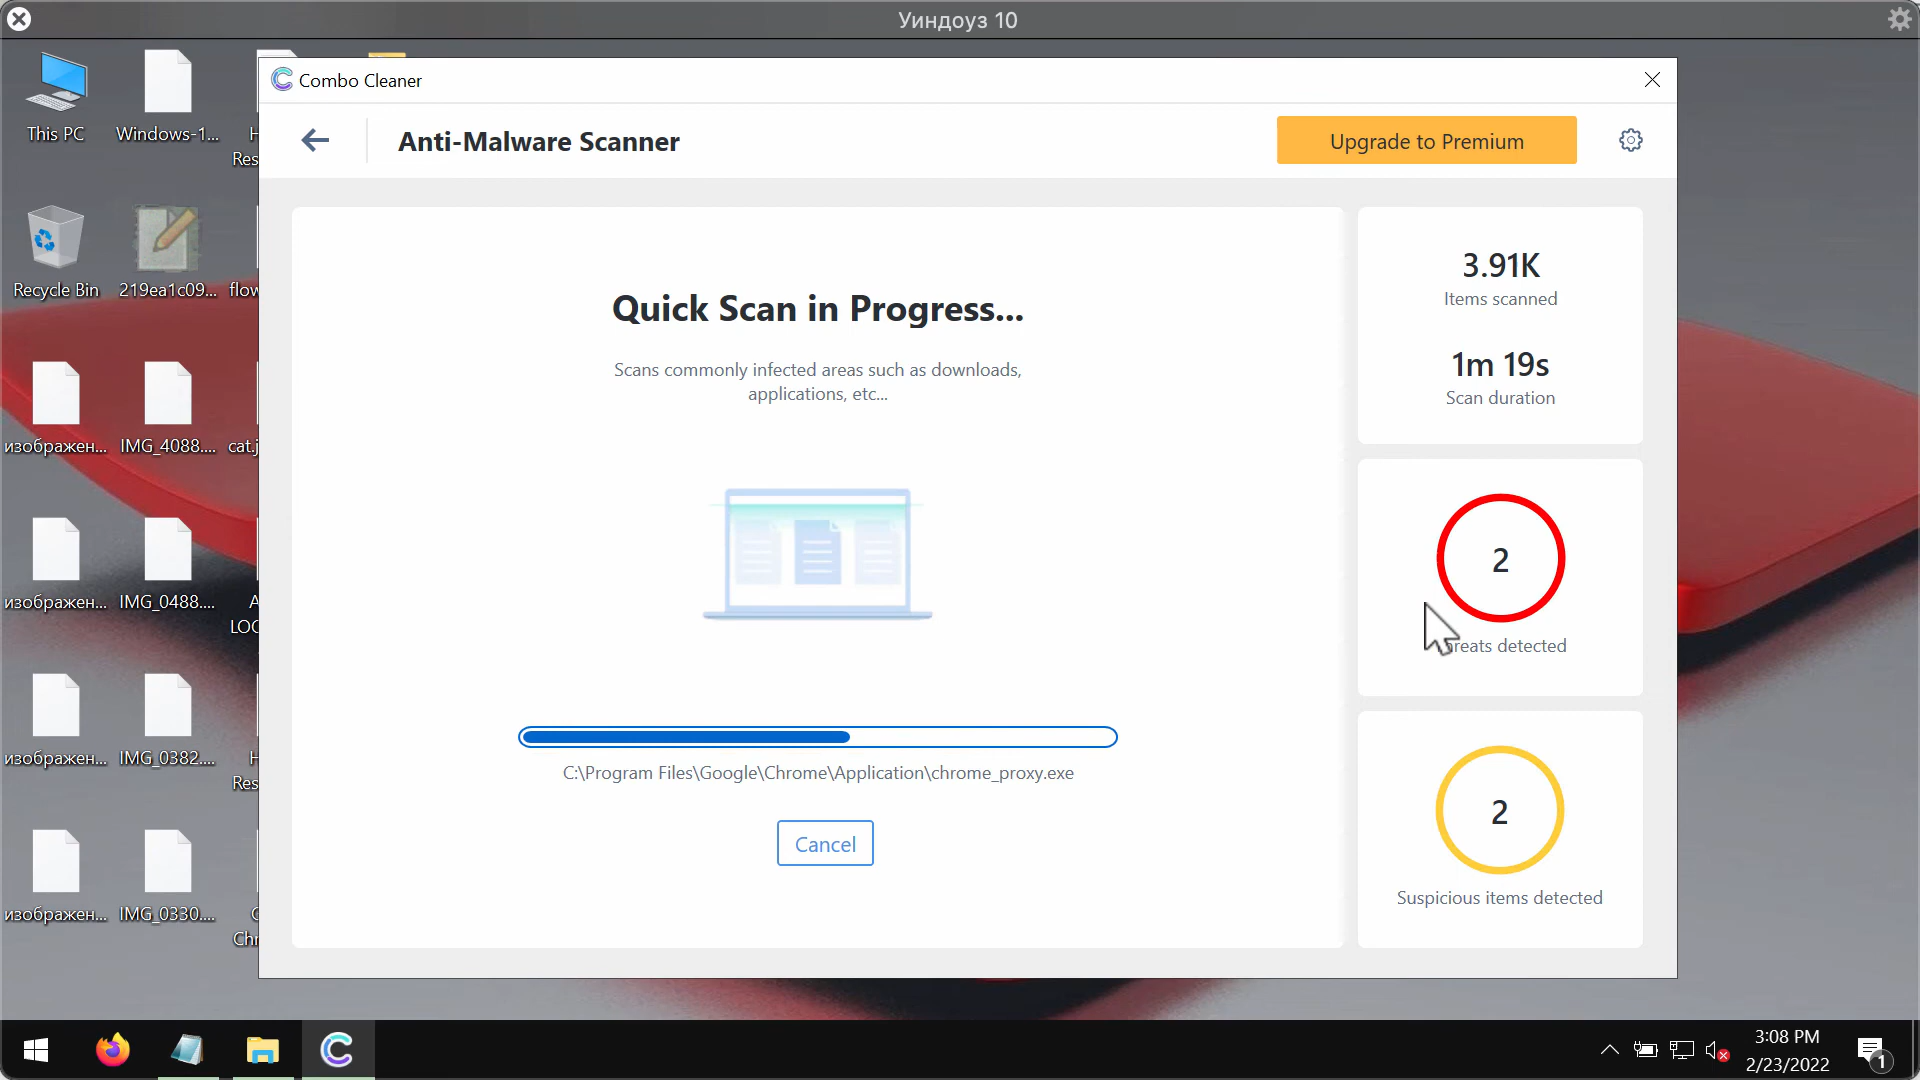 Уиндоуз 10
This PC
Windows-1...
Combo Cleaner
Anti-Malware Scanner
Upgrade to Premium
Recycle Bin
219ea1c09...
изображен...
IMG_4088....
изображен...
IMG_0488....
изображен...
IMG_0382....
изображен...
IMG_0330....
Quick Scan in Progress...
Scans commonly infected areas such as downloads,
applications, etc...
C:\Program Files\Google\Chrome\Application\chrome_proxy.exe
Cancel
3.91K
Items scanned
1m 19s
Scan duration
2
detected
2
Suspicious items detected
3:08 PM
2/23/2022
1